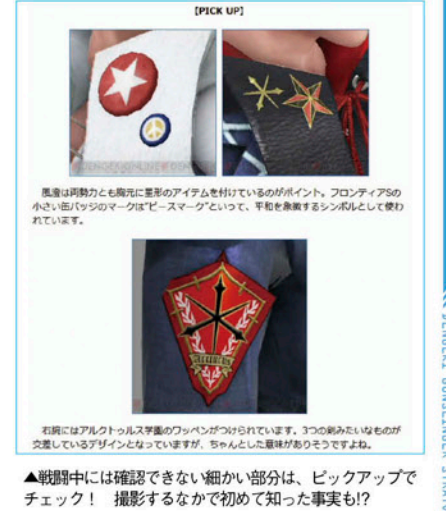 【PICK UP】
風澄は両勢力とも胸元に星形のアイテムを付けているのがポイント。フロンティアSの
小さい缶バッジのマークは“ピースマーク”といって、平和を象徴するシンボルとして使わ
れています。
右腕にはアルクトゥルス学園のワッペンがつけられています。3つの剣みたいなものが
交差しているデザインとなっていますが、ちゃんとした意味がありそうですよね。
▲戦闘中には確認できない細かい部分は、ピックアップで
チェック！　撮影するなかで初めて知った事実も!?